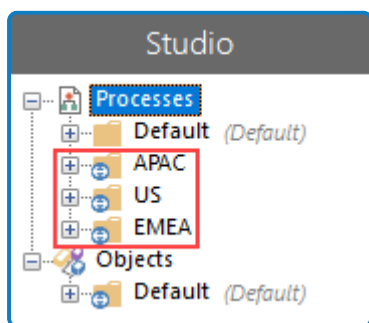 Studio
Processes
Default (Default)
APAC
US
EMEA
Objects
Default (Default)